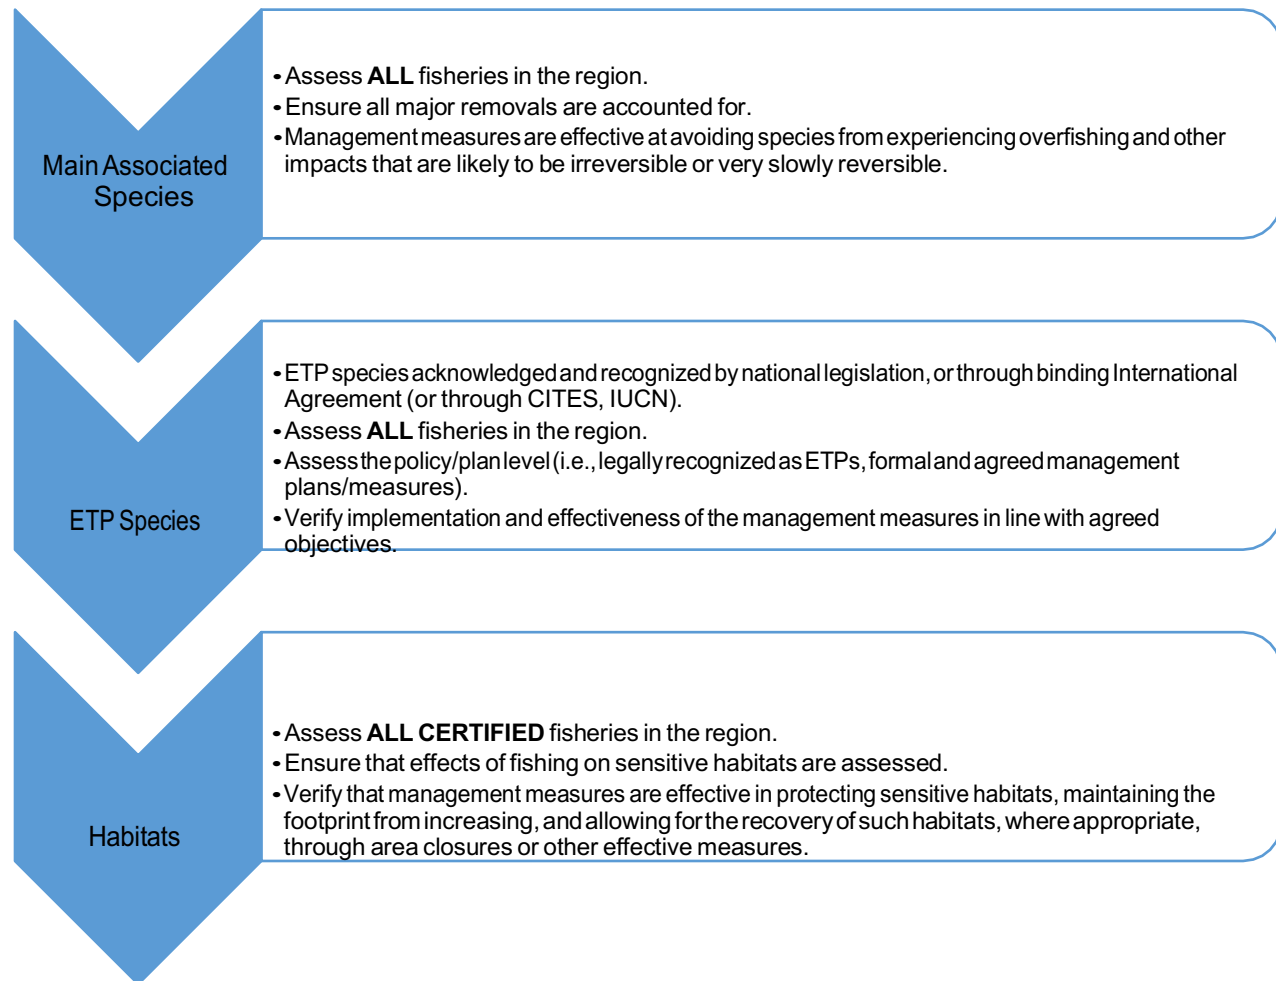 Main Associated
Species
•Assess ALL fisheries in the region.
•Ensure all major removals are accounted for.
•Management measures are effective at avoiding species from experiencing overfishing and other
impacts that are likely to be irreversible or very slowly reversible.
ETP Species
•ETP species acknowledged and recognized by national legislation, or through binding International
Agreement (or through CITES, IUCN).
•Assess ALL fisheries in the region.
•Assess the policy/plan level (i.e., legally recognized as ETPs, formal and agreed management
plans/measures).
•Verify implementation and effectiveness of the management measures in line with agreed
objectives.
Habitats
•Assess ALL CERTIFIED fisheries in the region.
•Ensure that effects of fishing on sensitive habitats are assessed.
•Verify that management measures are effective in protecting sensitive habitats, maintaining the
footprint from increasing, and allowing for the recovery of such habitats, where appropriate,
through area closures or other effective measures.